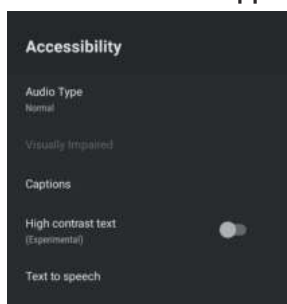 Accessibility
Audio Type
Normal
Visually Impaired
Captions
High contrast text
(Experimental)
Text to speech